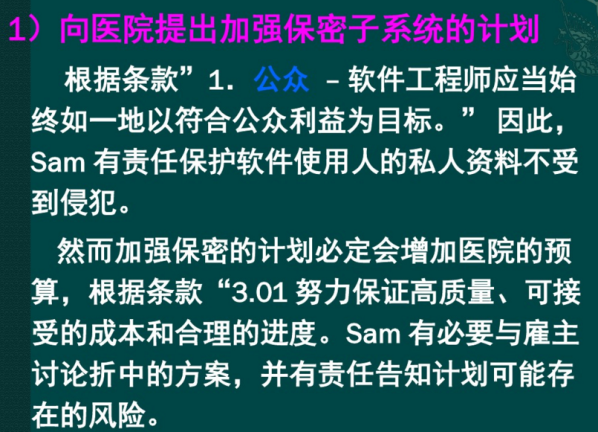 1）向医院提出加强保密子系统的计划
根据条款”1. 公众 – 软件工程师应当始
终如一地以符合公众利益为目标。” 因此，
Sam 有责任保护软件使用人的私人资料不受
到侵犯。
然而加强保密的计划必定会增加医院的预
算，根据条款“3.01 努力保证高质量、可接
受的成本和合理的进度。Sam 有必要与雇主
讨论折中的方案，并有责任告知计划可能存
在的风险。